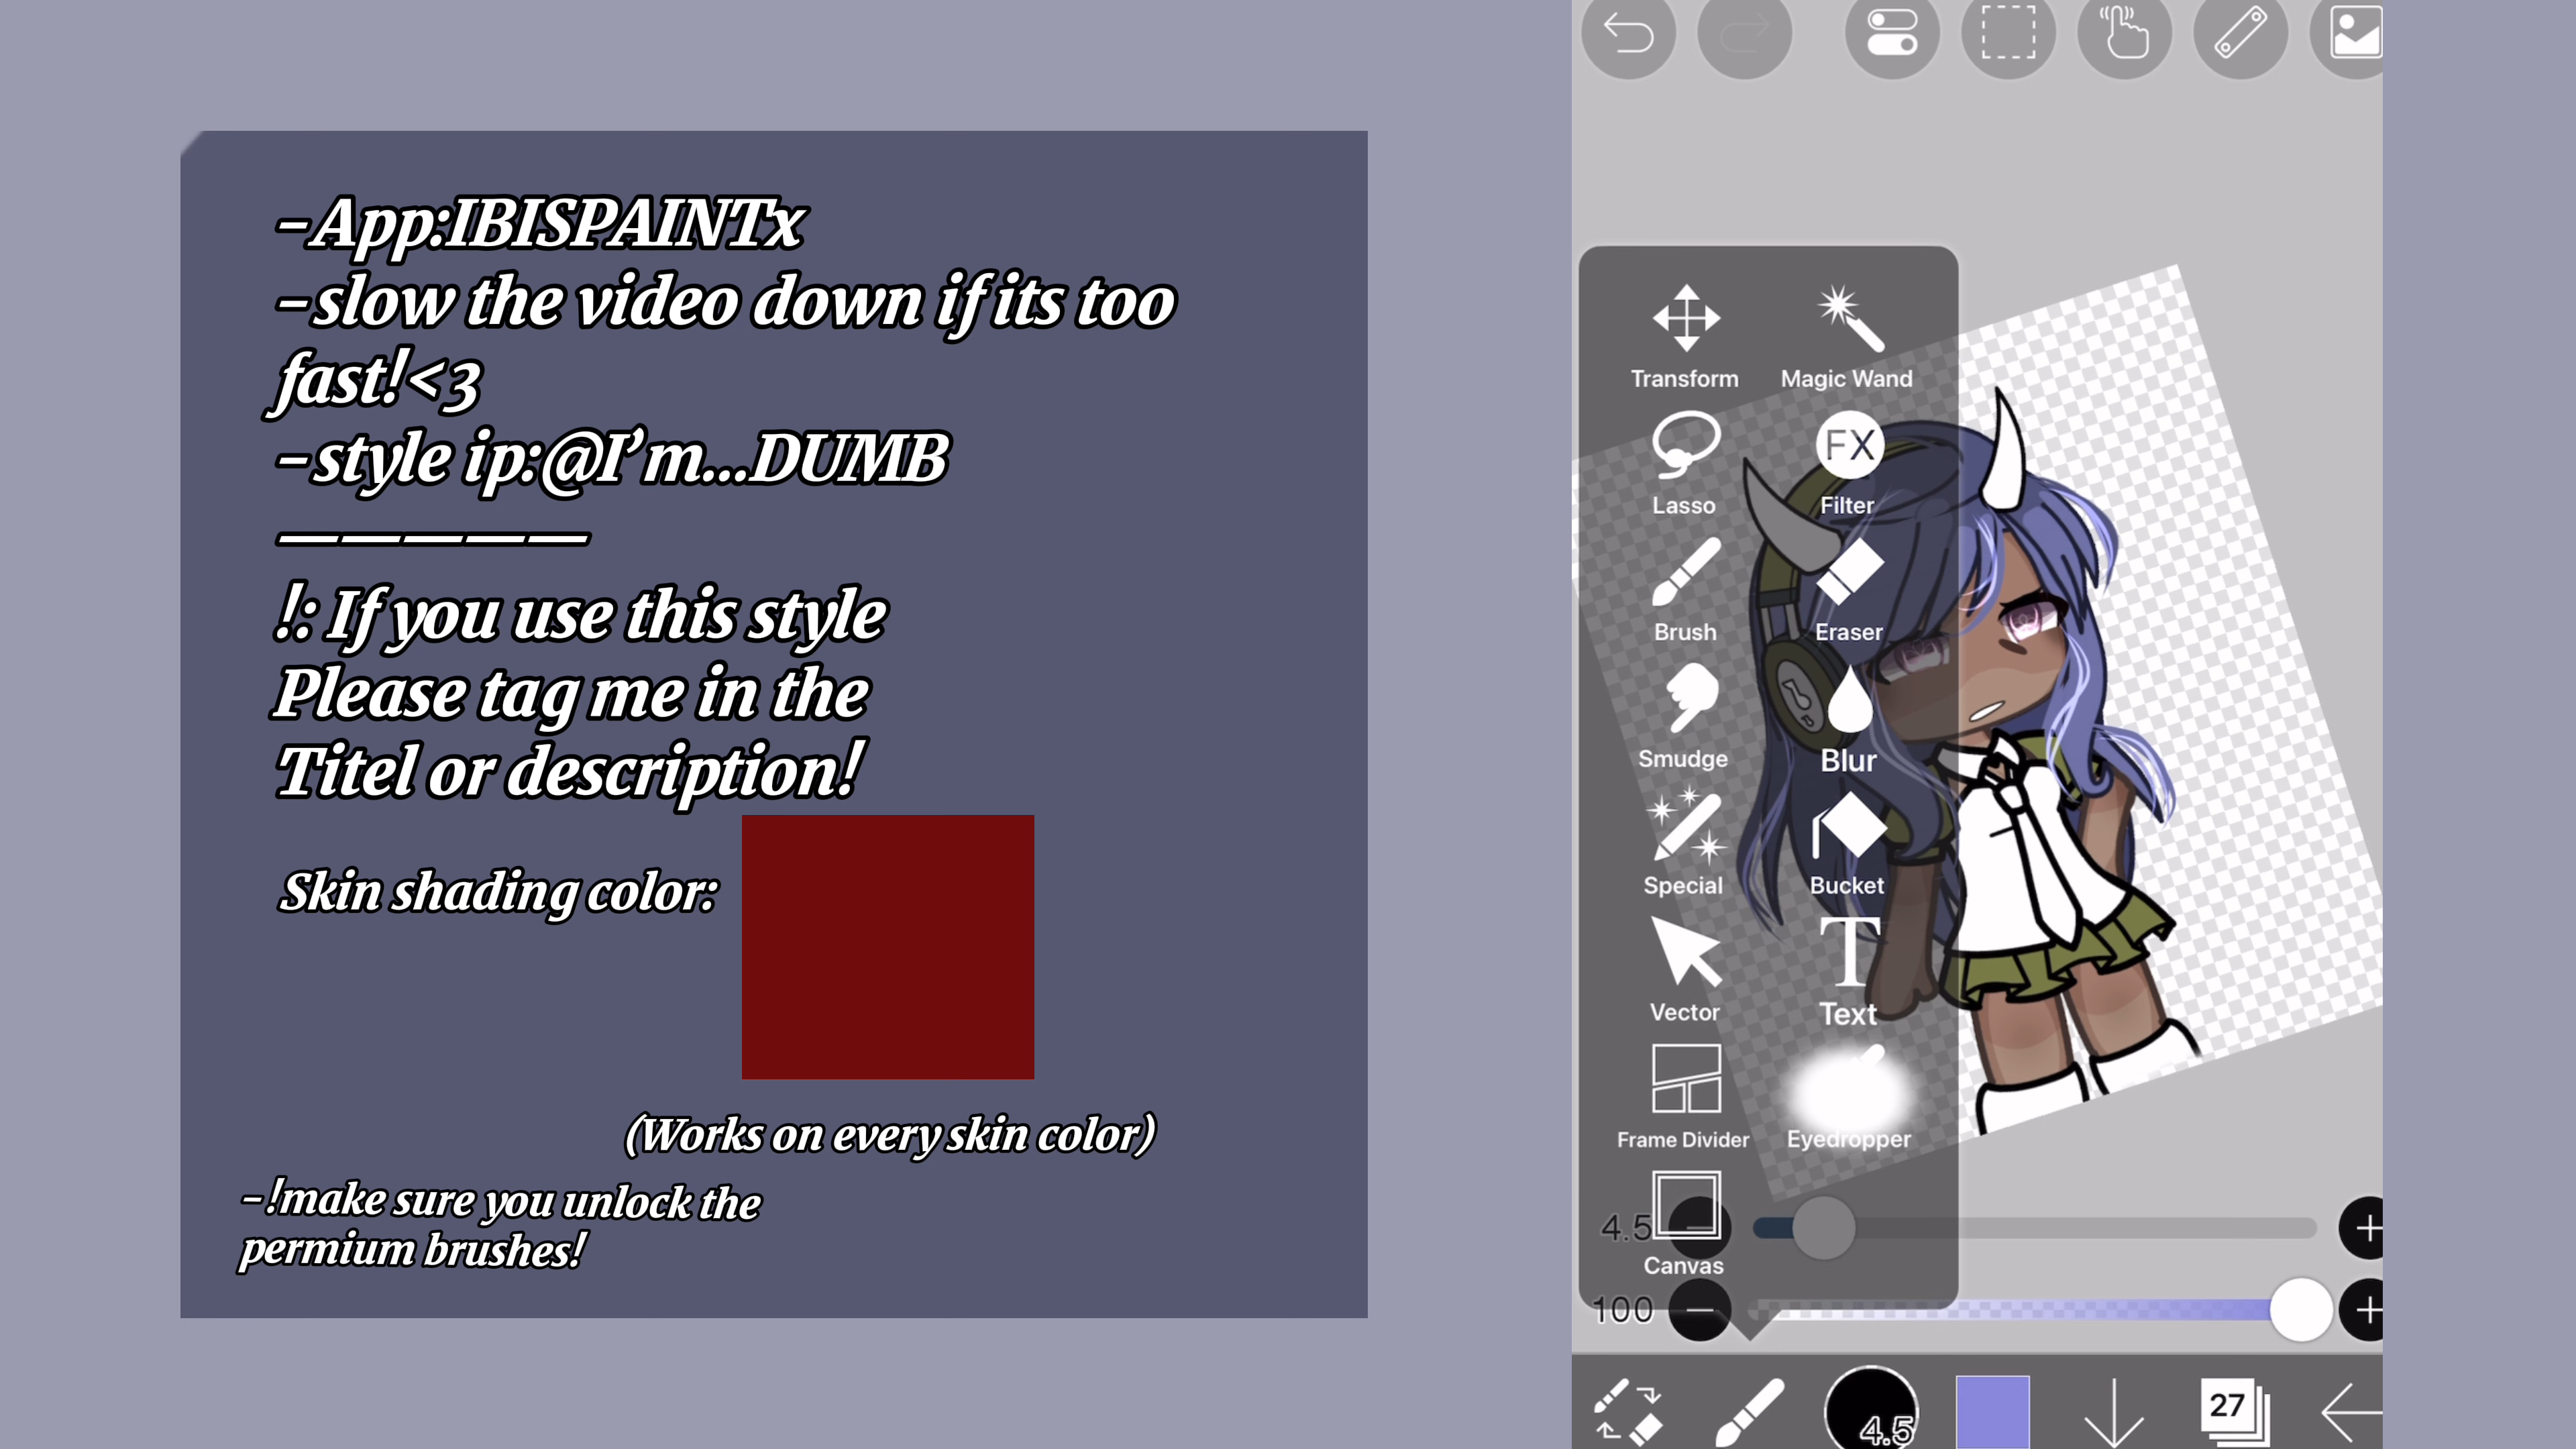 -App:IBISPAINTx
-slow the video down if its too
fast!<3
-style ip:@I'm...DUMB
—————
!: If you use this style
Please tag me in the
Titel or description!
Skin shading color:
(Works on every skin color)
-!make sure you unlock the
permium brushes!
Transform
Magic Wand
Lasso
FX
Filter
Brush
Eraser
Smudge
Blur
Special
Bucket
Vector
T
Text
Frame Divider
Eyedropper
Canvas
4.5
100
4.5
27